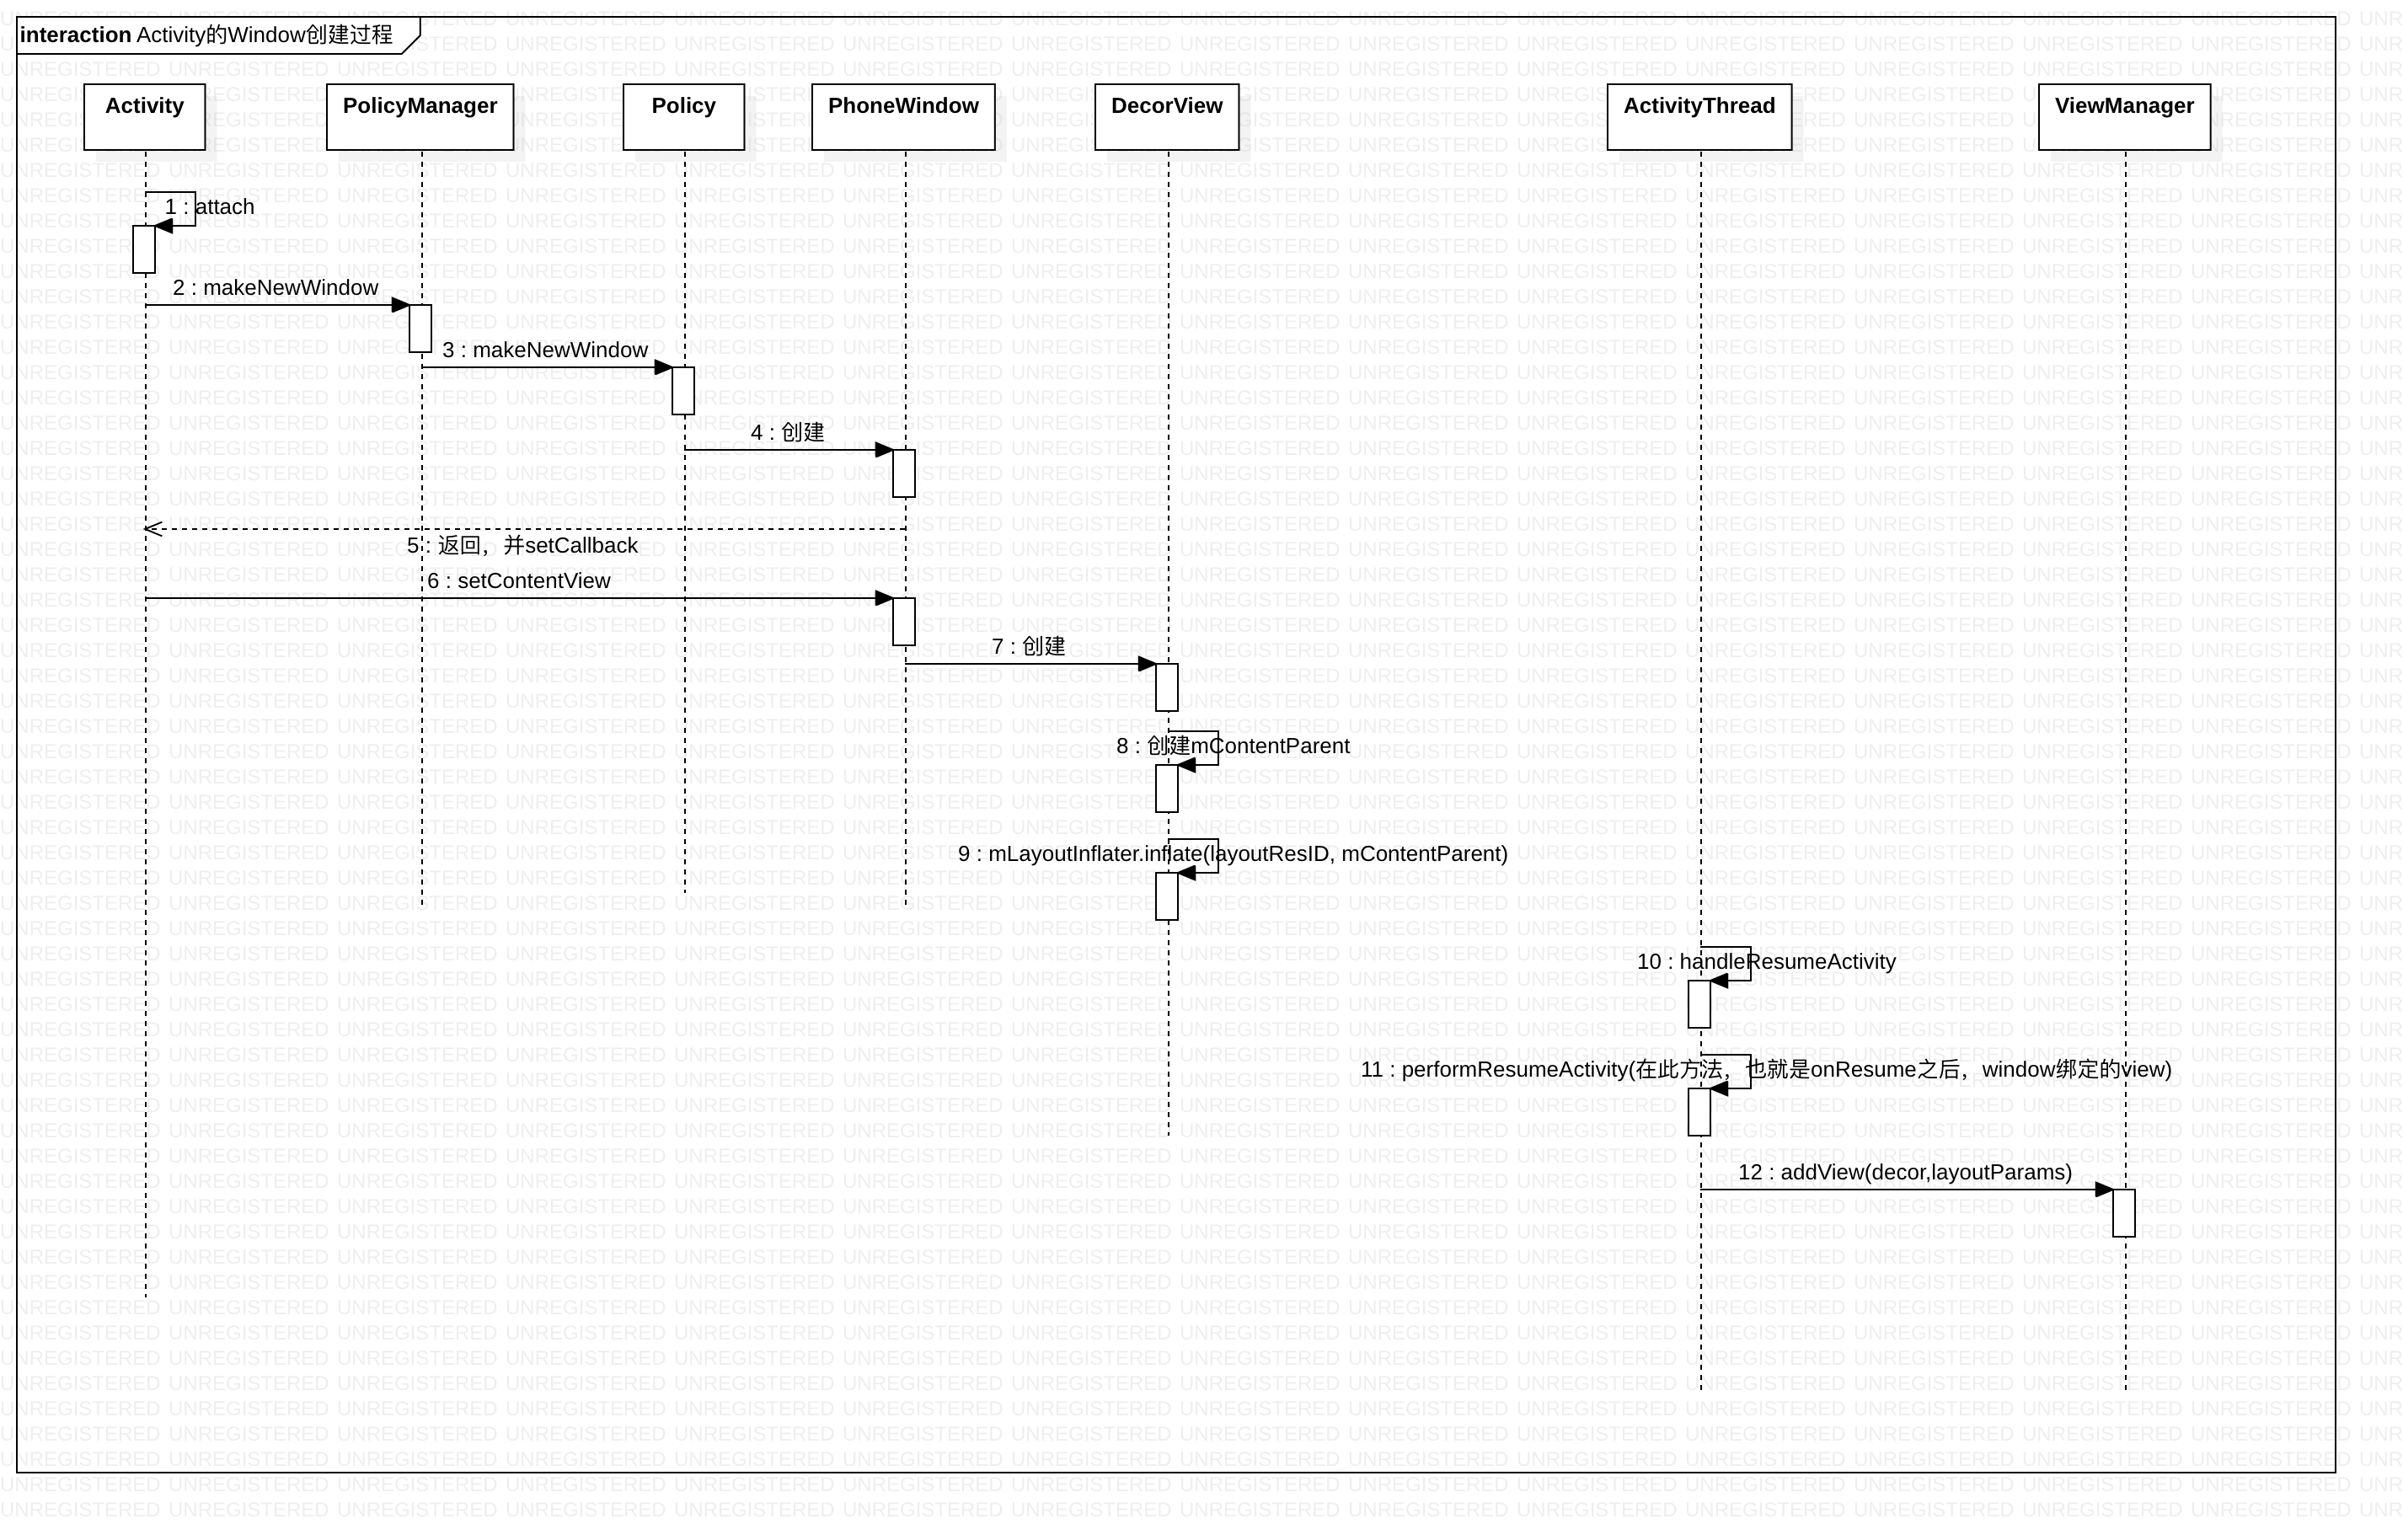 interaction Activity的Window创建过程
Activity
PolicyManager
Policy
PhoneWindow
DecorView
ActivityThread
ViewManager
1 : attach
2 : makeNewWindow
3 : makeNewWindow
4 : 创建
5 : 返回，并setCallback
6 : setContentView
7 : 创建
8 : 创建mContentParent
9 : mLayoutInflater.inflate(layoutResID, mContentParent)
10 : handleResumeActivity
11 : performResumeActivity(在此方法，也就是onResume之后，window绑定的view)
12 : addView(decor,layoutParams)
UNREGISTERED